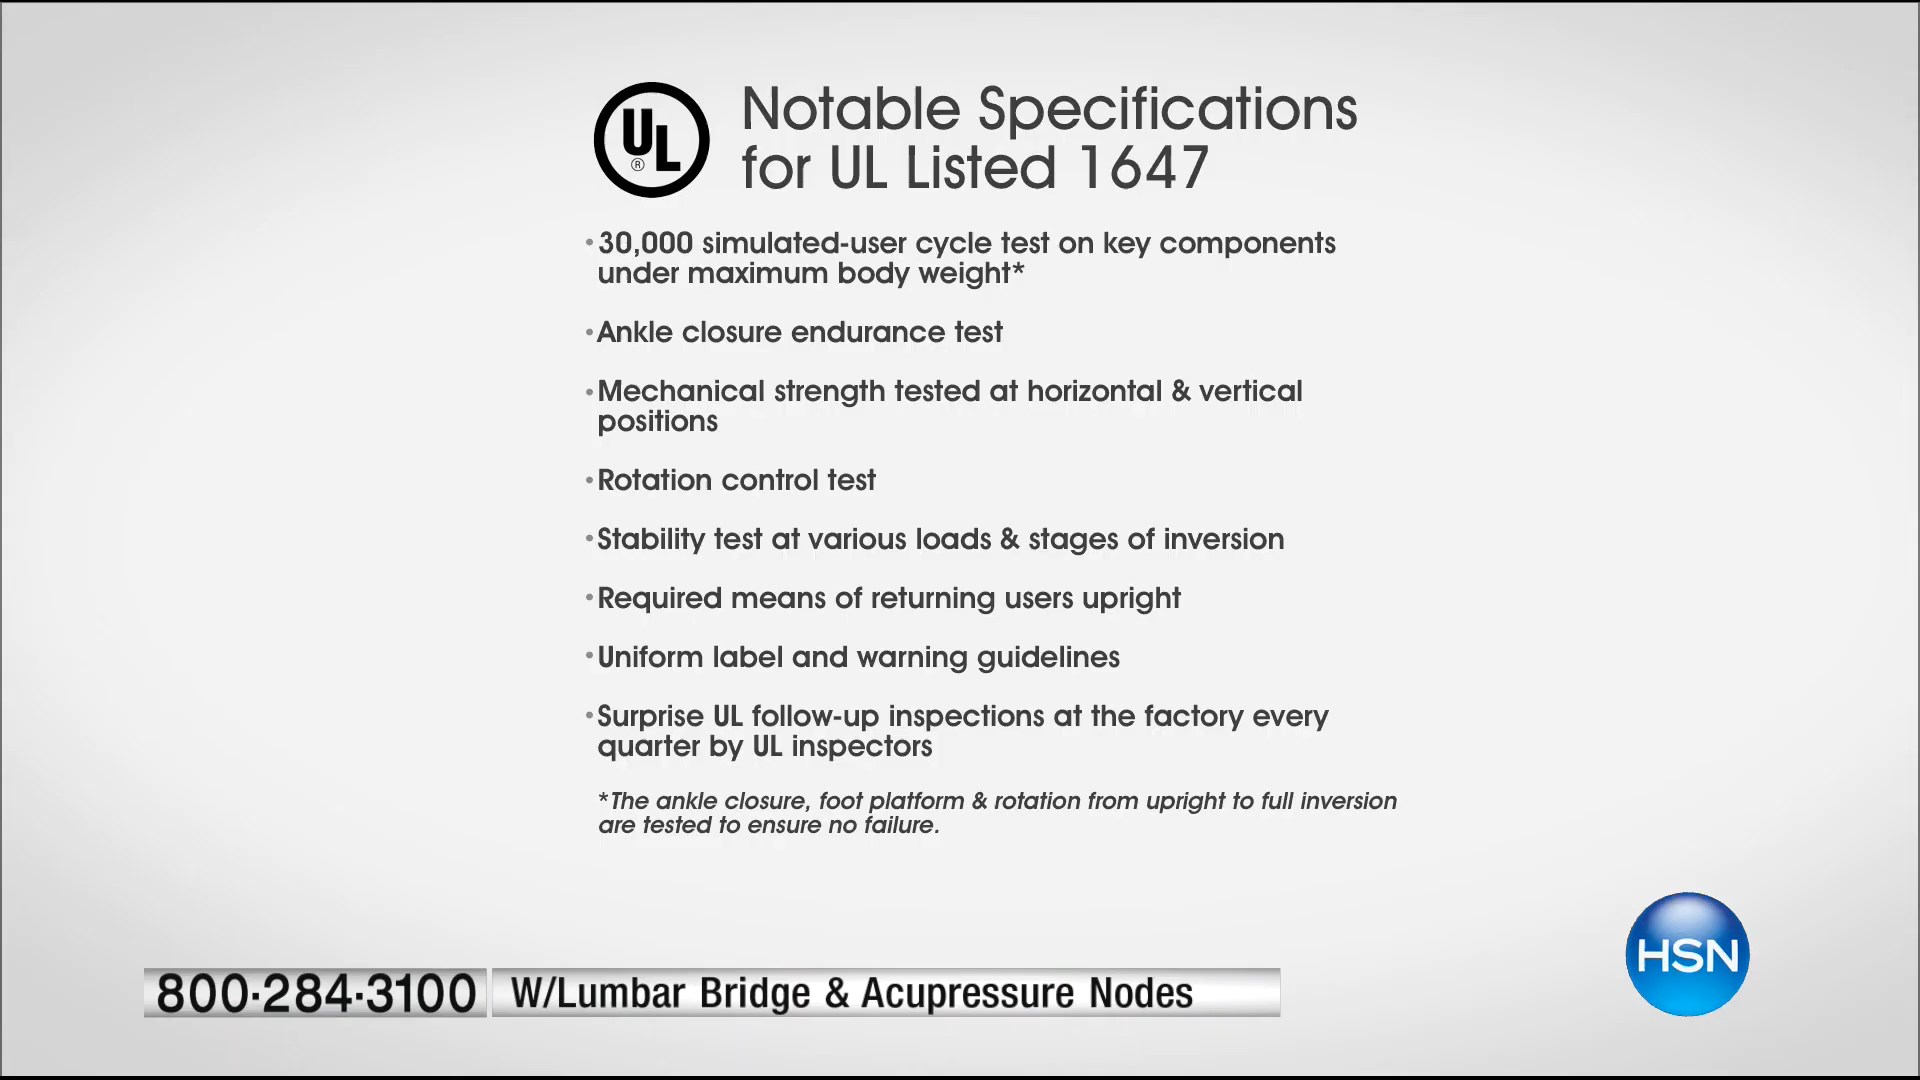 UL
®
Notable Specifications
for UL Listed 1647
•30,000 simulated-user cycle test on key components
under maximum body weight*
•Ankle closure endurance test
•Mechanical strength tested at horizontal & vertical
positions
•Rotation control test
•Stability test at various loads & stages of inversion
•Required means of returning users upright
•Uniform label and warning guidelines
•Surprise UL follow-up inspections at the factory every
quarter by UL inspectors
*The ankle closure, foot platform & rotation from upright to full inversion
are tested to ensure no failure.
HSN
800·284·3100 W/Lumbar Bridge & Acupressure Nodes